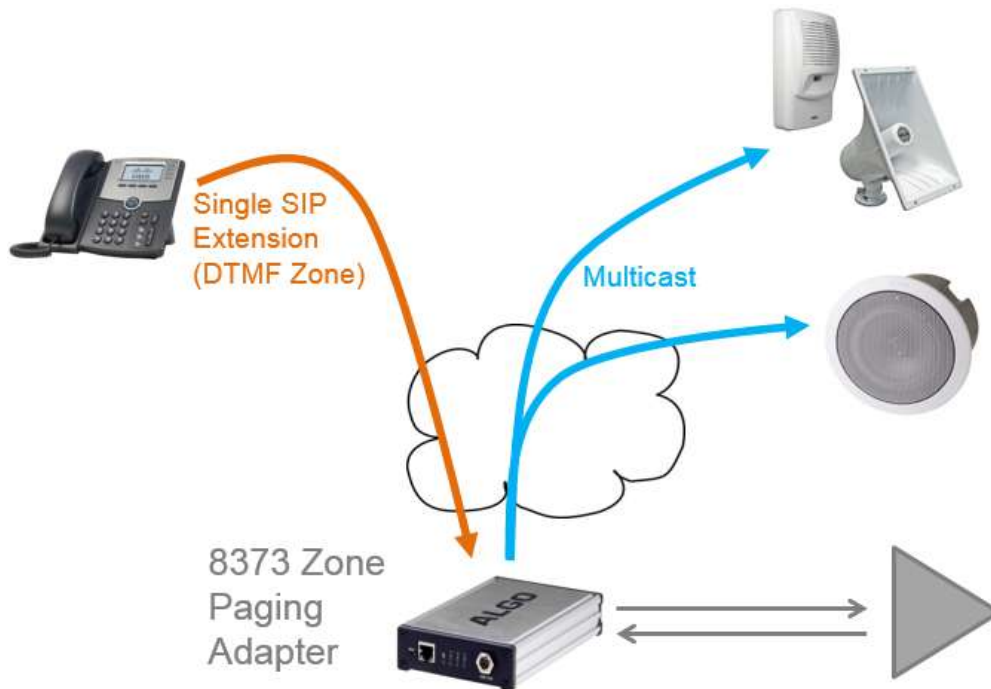 Single SIP
Extension
(DTMF Zone)
Multicast
8373 Zone
Paging
Adapter
ALGO